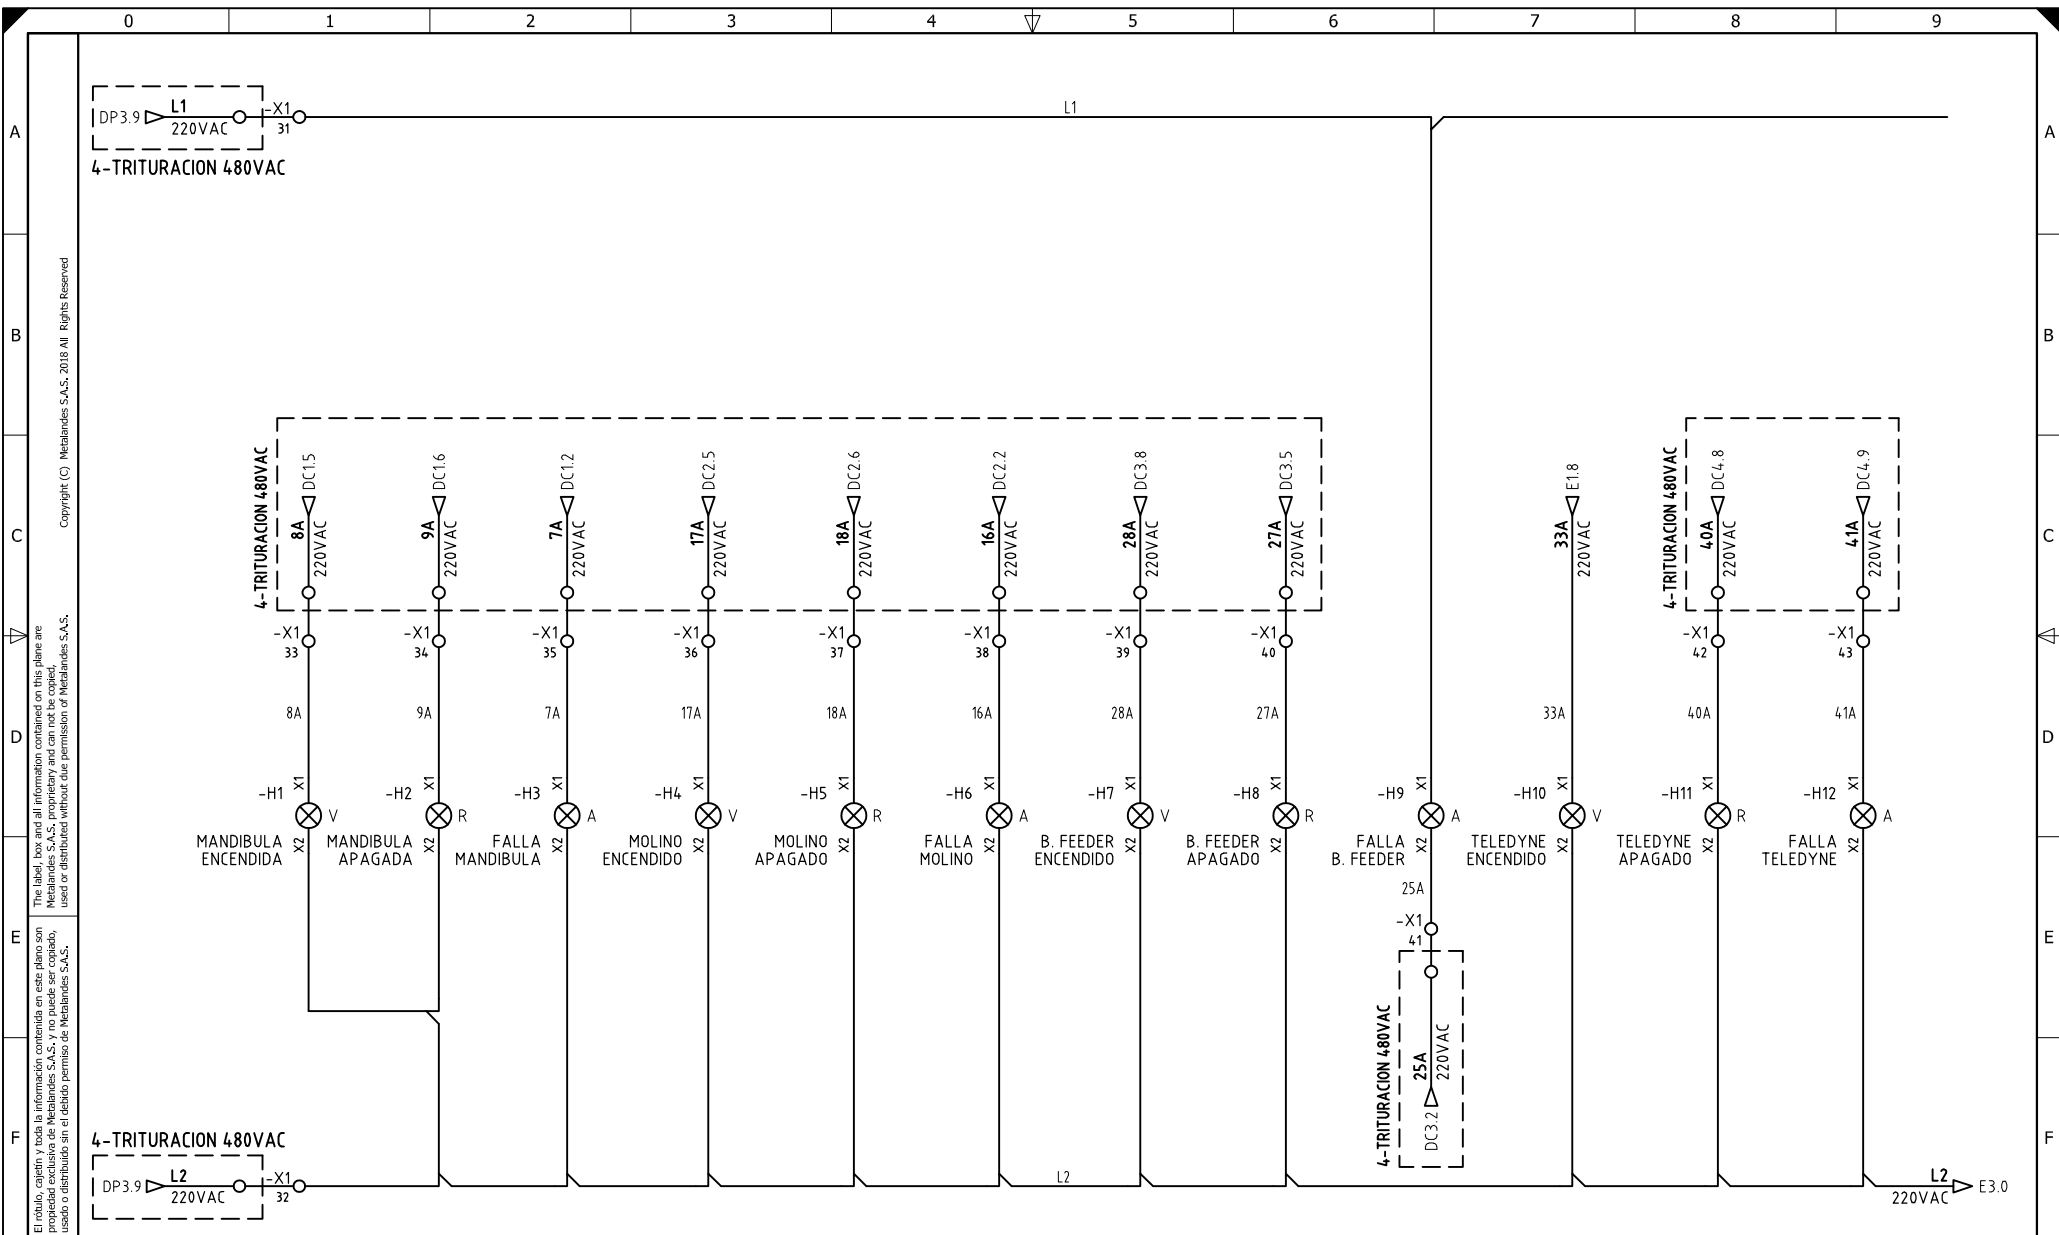 0 1 2 3 4 5 6 7 8 9
A A
B B
C C
D D
E E
F F
Copyright (C) Metalandes S.A.S. 2018 All Rights Reserved
The label, box and all information contained on this plane are
Metalandes S.A.S. proprietary and can not be copied,
used or distributed without due permission of Metalandes S.A.S.
El rótulo, cajetín y toda la información contenida en este plano son
propiedad exclusiva de Metalandes S.A.S. y no puede ser copiado,
usado o distribuido sin el debido permiso de Metalandes S.A.S.
DP3.9 L1 220VAC -X1 31 L1
4-TRITURACION 480VAC
4-TRITURACION 480VAC
DC1.5 DC1.6 DC1.2 DC2.5 DC2.6 DC2.2 DC3.8 DC3.5 E1.8
8A 9A 7A 17A 18A 16A 28A 27A 33A
220VAC 220VAC 220VAC 220VAC 220VAC 220VAC 220VAC 220VAC 220VAC
4-TRITURACION 480VAC
DC4.8 DC4.9
40A 41A
220VAC 220VAC
-X1 -X1 -X1 -X1 -X1 -X1 -X1 -X1 -X1 -X1
33 34 35 36 37 38 39 40 42 43
8A 9A 7A 17A 18A 16A 28A 27A 33A 40A 41A
X1 X1 X1 X1 X1 X1 X1 X1 X1 X1 X1 X1
-H1 -H2 -H3 -H4 -H5 -H6 -H7 -H8 -H9 -H10 -H11 -H12
V R A V R A V R A V R A
X2 X2 X2 X2 X2 X2 X2 X2 X2 X2 X2 X2
MANDIBULA
ENCENDIDA
MANDIBULA
APAGADA
FALLA
MANDIBULA
MOLINO
ENCENDIDO
MOLINO
APAGADO
FALLA
MOLINO
B. FEEDER
ENCENDIDO
B. FEEDER
APAGADO
FALLA
B. FEEDER
TELEDYNE
ENCENDIDO
TELEDYNE
APAGADO
FALLA
TELEDYNE
25A
-X1
41
4-TRITURACION 480VAC
25A
220VAC
DC3.2
4-TRITURACION 480VAC
DP3.9 L2 220VAC -X1 32 L2 L2 220VAC E3.0